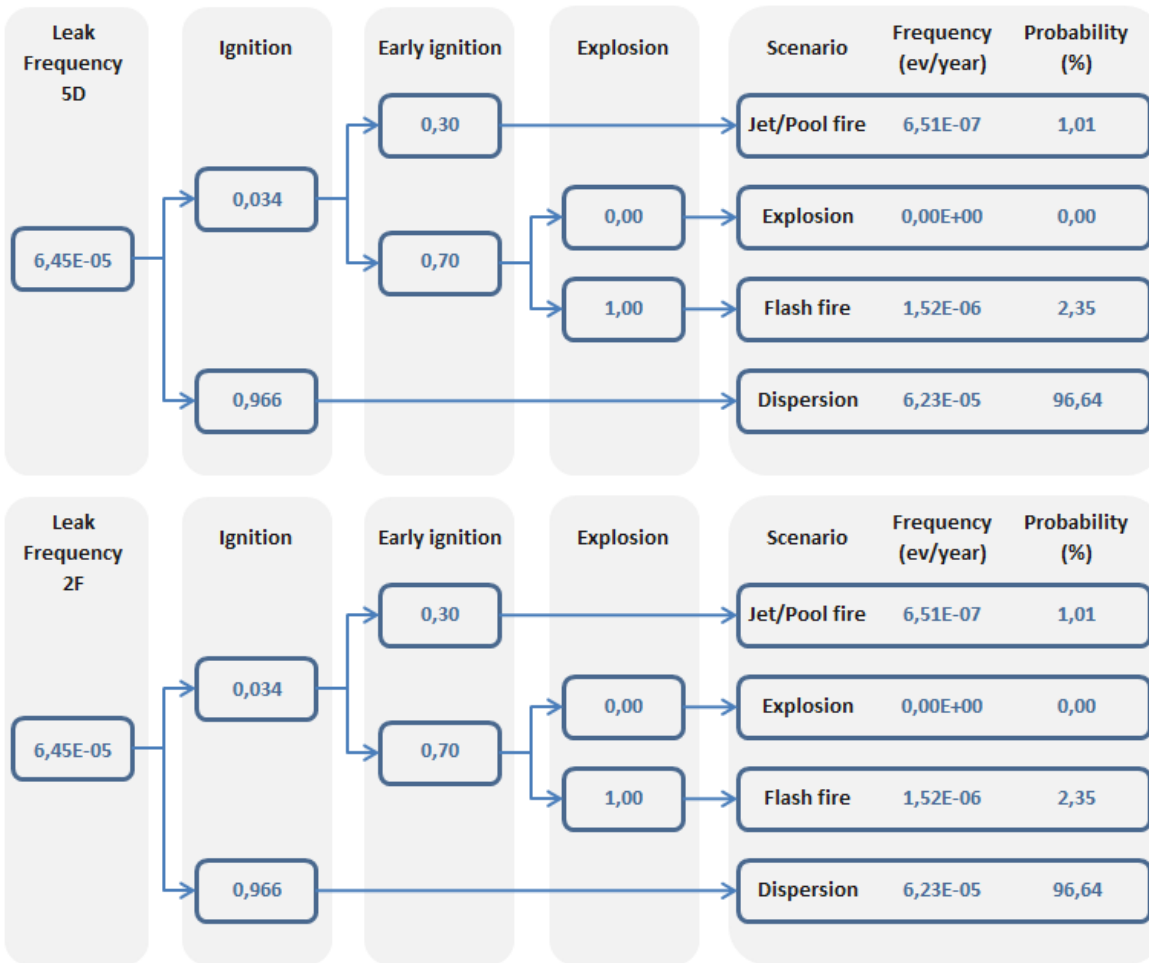 Leak Frequency 5D
Ignition
Early ignition
Explosion
Scenario
Frequency (ev/year)
Probability (%)
0,30
Jet/Pool fire 6,51E-07 1,01
0,034
0,00
Explosion 0,00E+00 0,00
6,45E-05
0,70
1,00
Flash fire 1,52E-06 2,35
0,966
Dispersion 6,23E-05 96,64
Leak Frequency 2F
Ignition
Early ignition
Explosion
Scenario
Frequency (ev/year)
Probability (%)
0,30
Jet/Pool fire 6,51E-07 1,01
0,034
0,00
Explosion 0,00E+00 0,00
6,45E-05
0,70
1,00
Flash fire 1,52E-06 2,35
0,966
Dispersion 6,23E-05 96,64